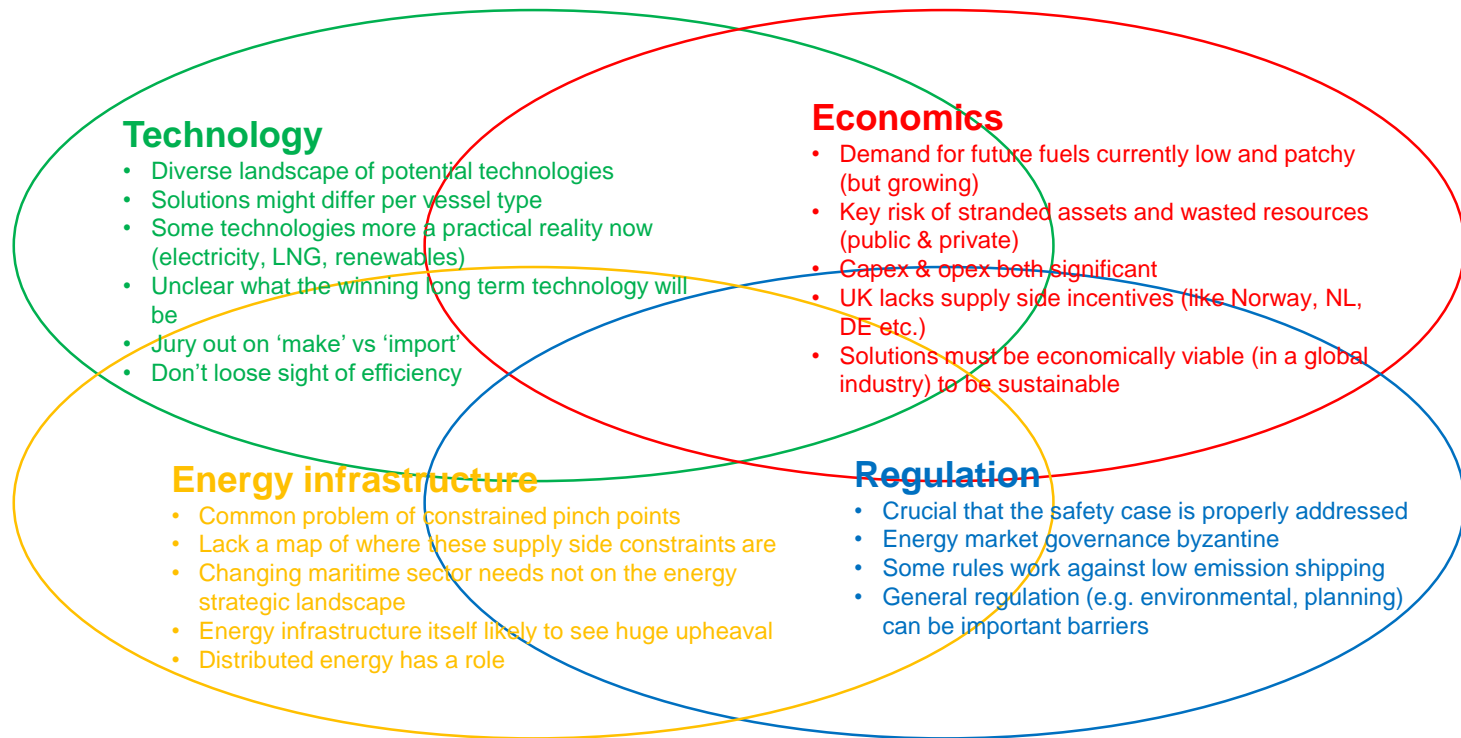 Technology
• Diverse landscape of potential technologies
• Solutions might differ per vessel type
• Some technologies more a practical reality now
(electricity, LNG, renewables)
• Unclear what the winning long term technology will
be
• Jury out on ‘make’ vs ‘import’
• Don’t loose sight of efficiency
Economics
• Demand for future fuels currently low and patchy
(but growing)
• Key risk of stranded assets and wasted resources
(public & private)
• Capex & opex both significant
• UK lacks supply side incentives (like Norway, NL,
DE etc.)
• Solutions must be economically viable (in a global
industry) to be sustainable
Energy infrastructure
• Common problem of constrained pinch points
• Lack a map of where these supply side constraints are
• Changing maritime sector needs not on the energy
strategic landscape
• Energy infrastructure itself likely to see huge upheaval
• Distributed energy has a role
Regulation
• Crucial that the safety case is properly addressed
• Energy market governance byzantine
• Some rules work against low emission shipping
• General regulation (e.g. environmental, planning)
can be important barriers